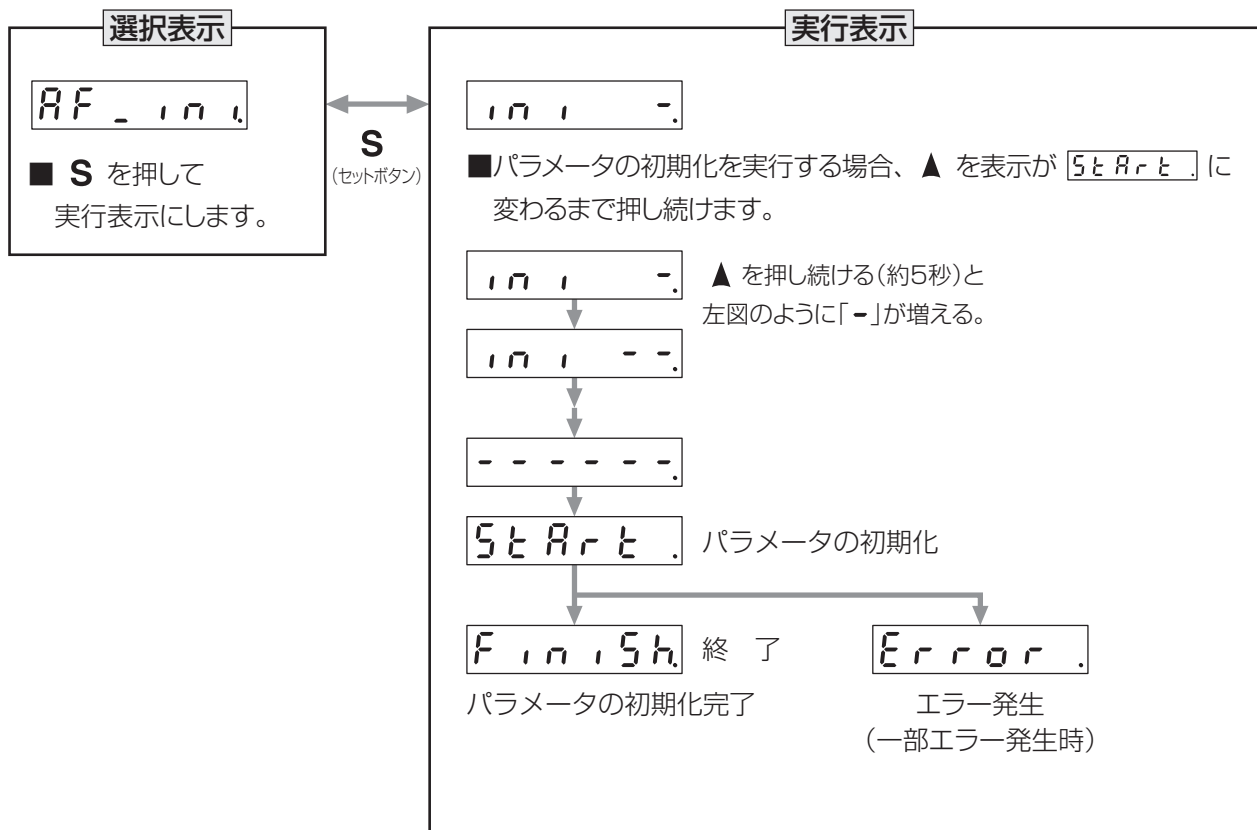 選択表示
AF_ini.
■ S を押して
実行表示にします。
S
(セットボタン)
実行表示
ini -.
■パラメータの初期化を実行する場合、▲ を表示が StArt . に
変わるまで押し続けます。
ini -.
▲ を押し続ける(約5秒)と
左図のように「-」が増える。
ini --.
------.
StArt . パラメータの初期化
FiniSh. 終 了
パラメータの初期化完了
Error .
エラー発生
(一部エラー発生時)